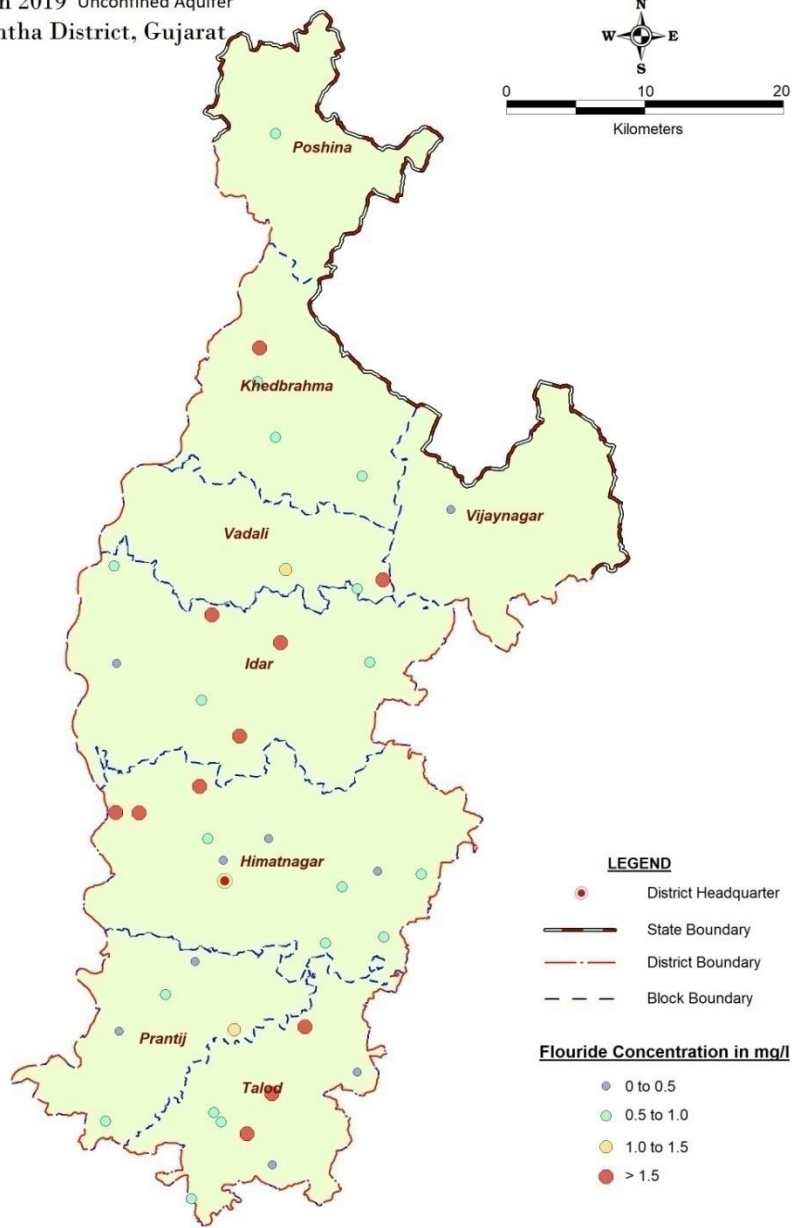 2019 Unconfined Aquifer
District, Gujarat
N
W E
S
0 10 20
Kilometers
Poshina
Khedbrahma
Vijaynagar
Vadali
Idar
Himatnagar
Prantij
Talod
LEGEND
District Headquarter
State Boundary
District Boundary
Block Boundary
Flouride Concentration in mg/l
0 to 0.5
0.5 to 1.0
1.0 to 1.5
> 1.5